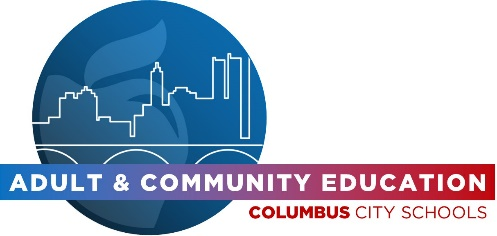 ADULT & COMMUNITY EDUCATION
COLUMBUS CITY SCHOOLS